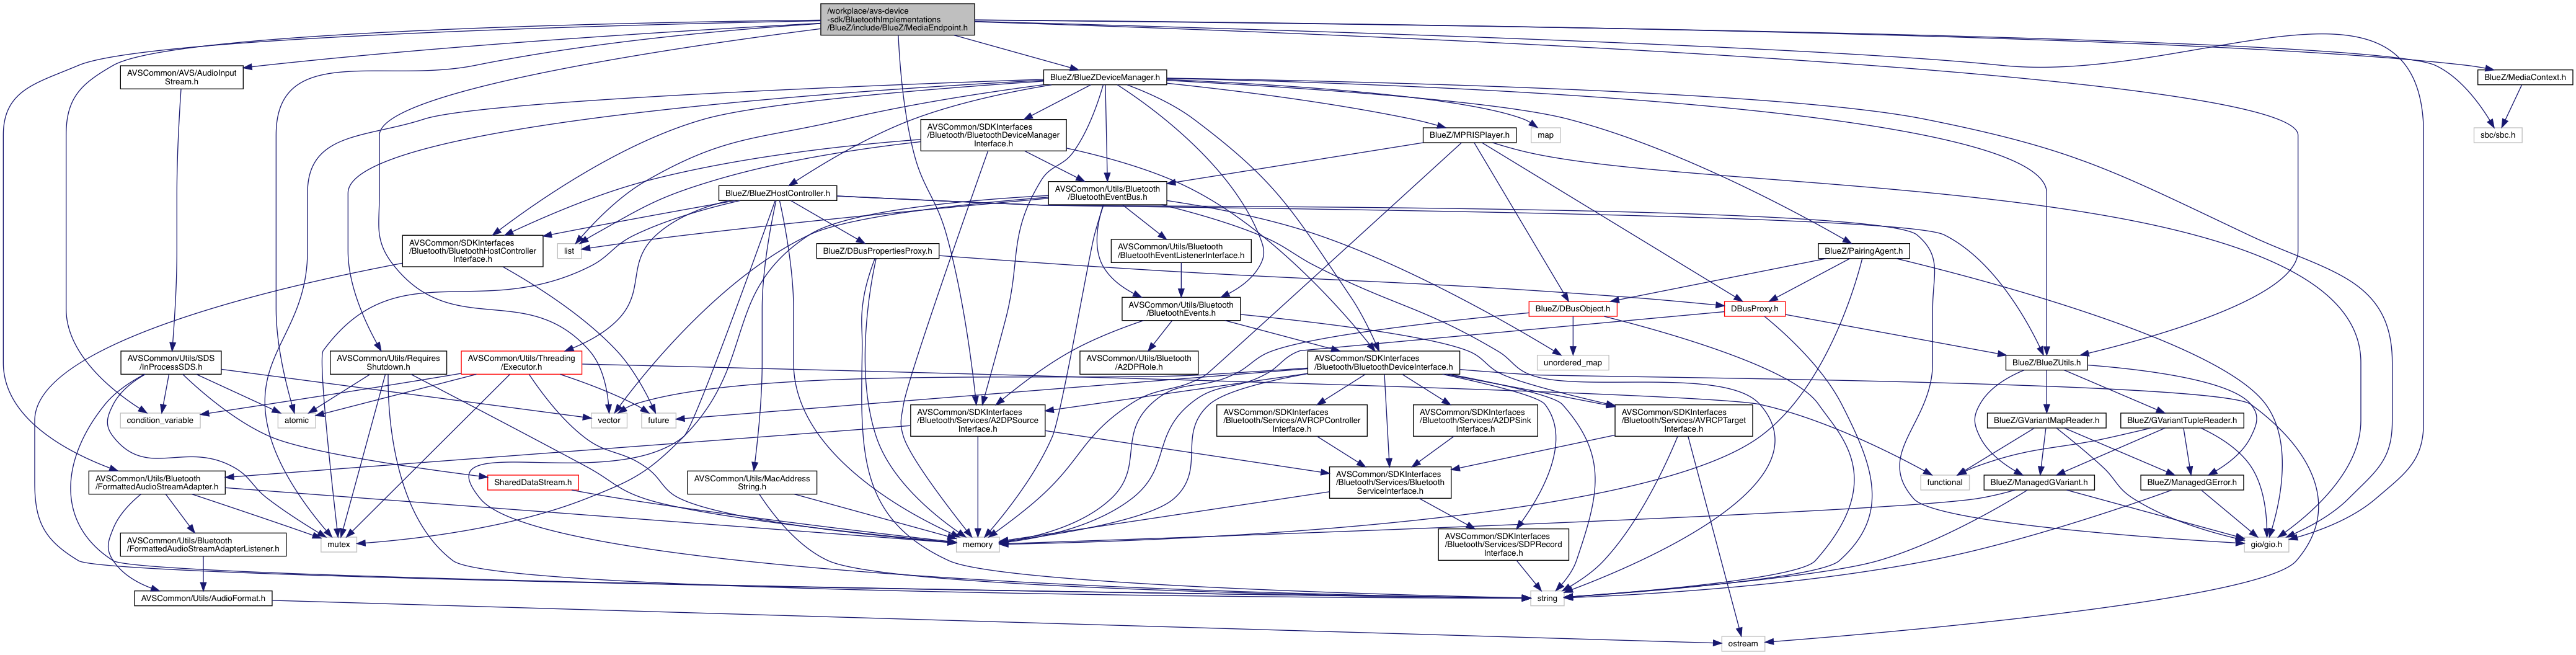 /workplace/avs-device
-sdk/BluetoothImplementations
/BlueZ/include/BlueZ/MediaEndpoint.h
AVSCommon/AVS/AudioInput
Stream.h
BlueZ/BlueZDeviceManager.h
BlueZ/MediaContext.h
AVSCommon/SDKInterfaces
/Bluetooth/BluetoothDeviceManager
Interface.h
BlueZ/MPRISPlayer.h
map
sbc/sbc.h
BlueZ/BlueZHostController.h
AVSCommon/Utils/Bluetooth
/BluetoothEventBus.h
AVSCommon/SDKInterfaces
/Bluetooth/BluetoothHostController
Interface.h
list
BlueZ/DBusPropertiesProxy.h
AVSCommon/Utils/Bluetooth
/BluetoothEventListenerInterface.h
BlueZ/PairingAgent.h
AVSCommon/Utils/Bluetooth
/BluetoothEvents.h
BlueZ/DBusObject.h
DBusProxy.h
AVSCommon/Utils/SDS
/InProcessSDS.h
AVSCommon/Utils/Requires
Shutdown.h
AVSCommon/Utils/Threading
/Executor.h
AVSCommon/Utils/Bluetooth
/A2DPRole.h
AVSCommon/SDKInterfaces
/Bluetooth/BluetoothDeviceInterface.h
unordered_map
BlueZ/BlueZUtils.h
condition_variable
atomic
vector
future
AVSCommon/SDKInterfaces
/Bluetooth/Services/A2DPSource
Interface.h
AVSCommon/SDKInterfaces
/Bluetooth/Services/AVRCPController
Interface.h
AVSCommon/SDKInterfaces
/Bluetooth/Services/A2DPSink
Interface.h
AVSCommon/SDKInterfaces
/Bluetooth/Services/AVRCPTarget
Interface.h
BlueZ/GVariantMapReader.h
BlueZ/GVariantTupleReader.h
AVSCommon/Utils/Bluetooth
/FormattedAudioStreamAdapter.h
SharedDataStream.h
AVSCommon/Utils/MacAddress
String.h
AVSCommon/SDKInterfaces
/Bluetooth/Services/Bluetooth
ServiceInterface.h
functional
BlueZ/ManagedGVariant.h
BlueZ/ManagedGError.h
AVSCommon/Utils/Bluetooth
/FormattedAudioStreamAdapterListener.h
mutex
memory
AVSCommon/SDKInterfaces
/Bluetooth/Services/SDPRecord
Interface.h
gio/gio.h
AVSCommon/Utils/AudioFormat.h
string
ostream